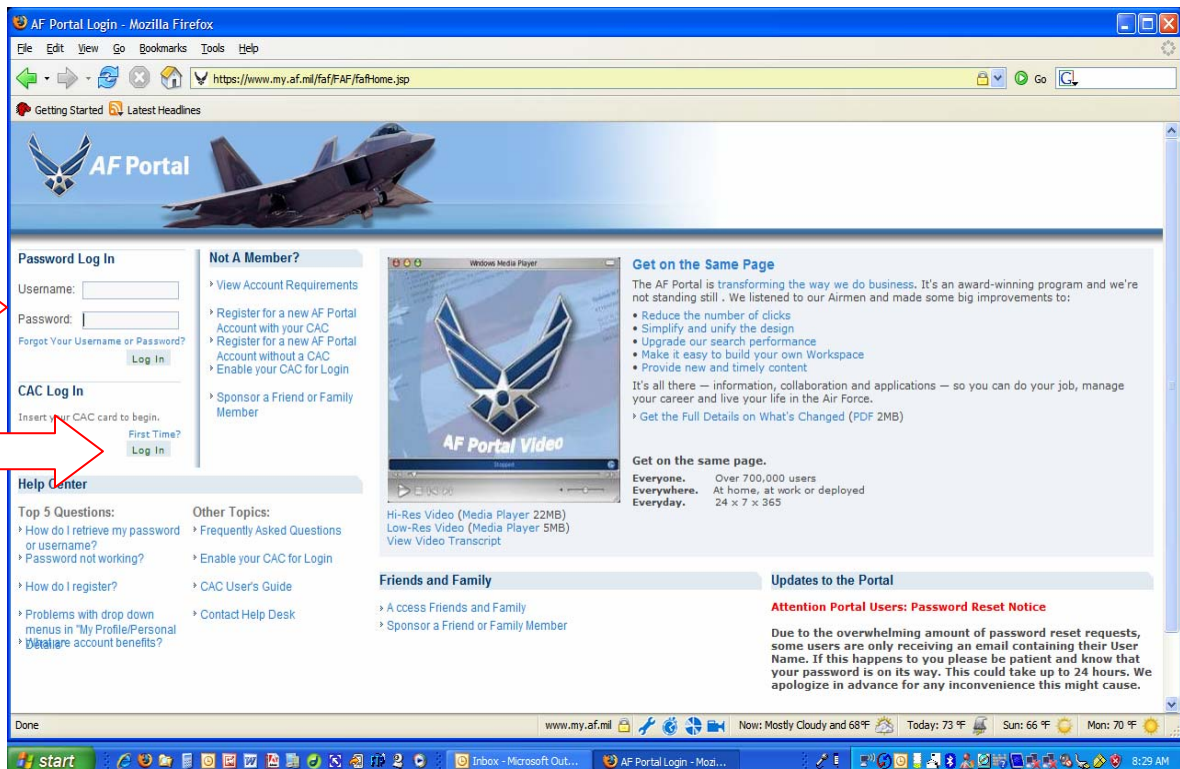 AF Portal Login - Mozilla Firefox
File Edit View Go Bookmarks Tools Help
https://www.my.af.mil/faf/FAF/fafHome.jsp
Go
G
Getting Started Latest Headlines
AF Portal
Password Log In
Username:
Password:
Forgot Your Username or Password?
Log In
CAC Log In
Insert your CAC card to begin.
First Time?
Log In
Not A Member?
View Account Requirements
Register for a new AF Portal
Account with your CAC
Register for a new AF Portal
Account without a CAC
Enable your CAC for Login
Sponsor a Friend or Family
Member
Windows Media Player
AF Portal Video
Stopped
Hi-Res Video (Media Player 22MB)
Low-Res Video (Media Player 5MB)
View Video Transcript
Get on the Same Page
The AF Portal is transforming the way we do business. It's an award-winning program and we're
not standing still . We listened to our Airmen and made some big improvements to:
• Reduce the number of clicks
• Simplify and unify the design
• Upgrade our search performance
• Make it easy to build your own Workspace
• Provide new and timely content
It's all there — information, collaboration and applications — so you can do your job, manage
your career and live your life in the Air Force.
Get the Full Details on What's Changed (PDF 2MB)
Get on the same page.
Everyone. Over 700,000 users
Everywhere. At home, at work or deployed
Everyday. 24 x 7 x 365
Help Center
Top 5 Questions:
How do I retrieve my password
or username?
Password not working?
How do I register?
Problems with drop down
menus in "My Profile/Personal
Details"
What are account benefits?
Other Topics:
Frequently Asked Questions
Enable your CAC for Login
CAC User's Guide
Contact Help Desk
Friends and Family
Access Friends and Family
Sponsor a Friend or Family Member
Updates to the Portal
Attention Portal Users: Password Reset Notice
Due to the overwhelming amount of password reset requests,
some users are only receiving an email containing their User
Name. If this happens to you please be patient and know that
your password is on its way. This could take up to 24 hours. We
apologize in advance for any inconvenience this might cause.
Done www.my.af.mil Now: Mostly Cloudy and 68°F Today: 73 °F Sun: 66 °F Mon: 70 °F
start Inbox - Microsoft Out... AF Portal Login - Mozi... 8:29 AM